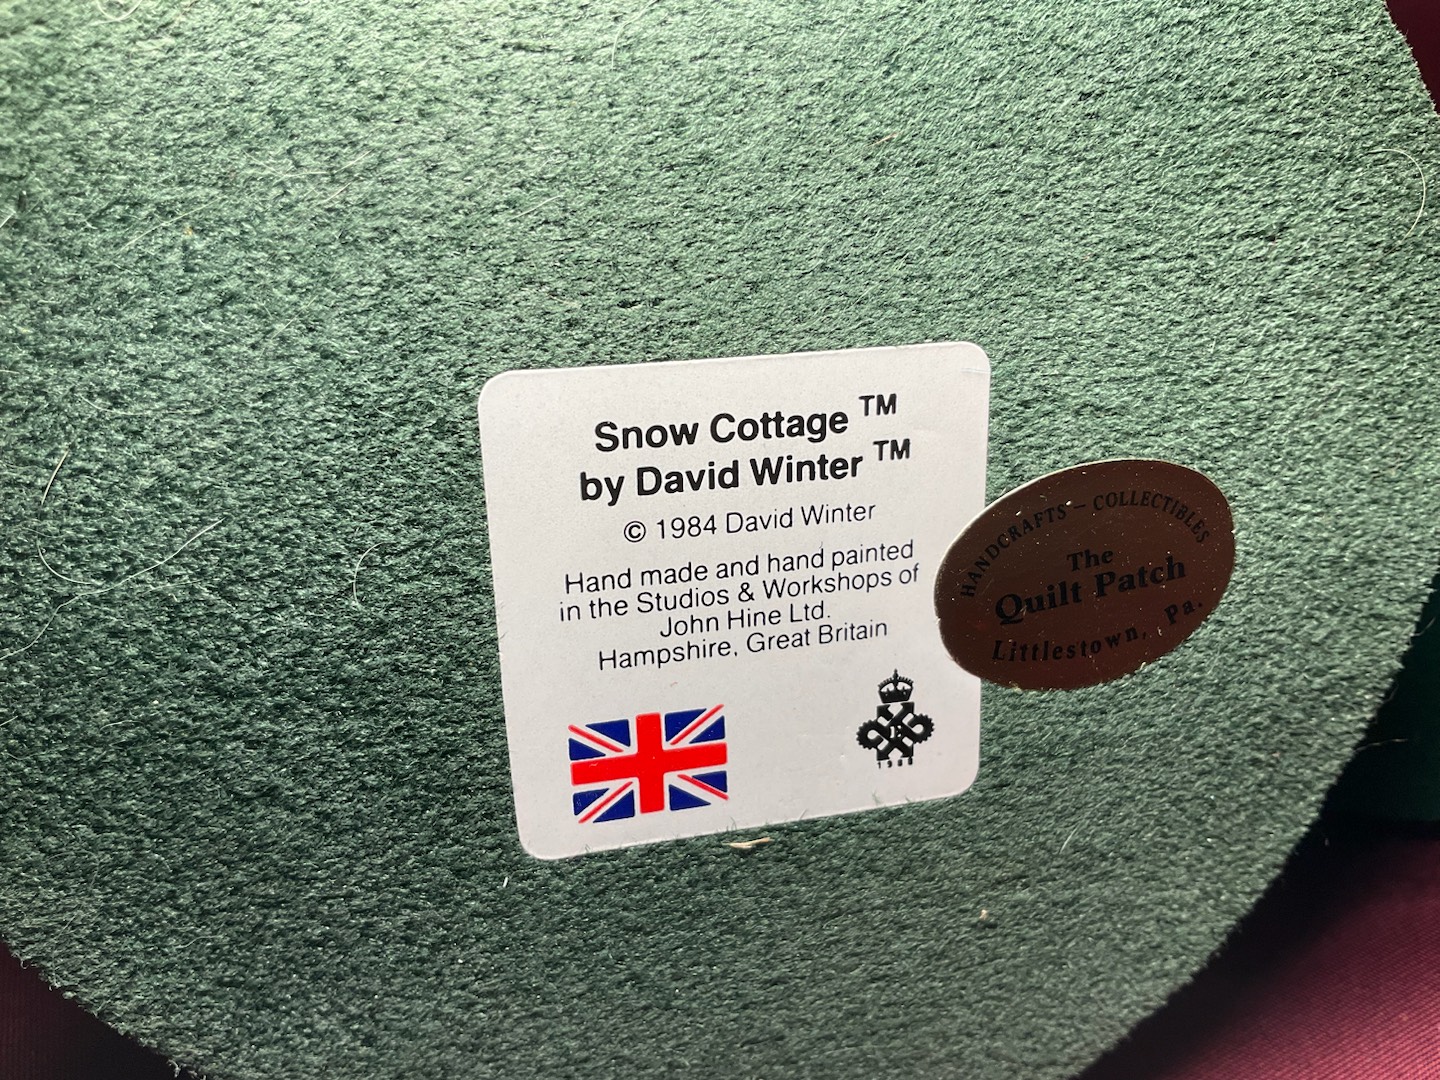 Snow Cottage ™
by David Winter ™
© 1984 David Winter
Hand made and hand painted
in the Studios & Workshops of
John Hine Ltd.
Hampshire, Great Britain
HANDCRAFTS – COLLECTIBLES
The
Quilt Patch
Littlestown, Pa.